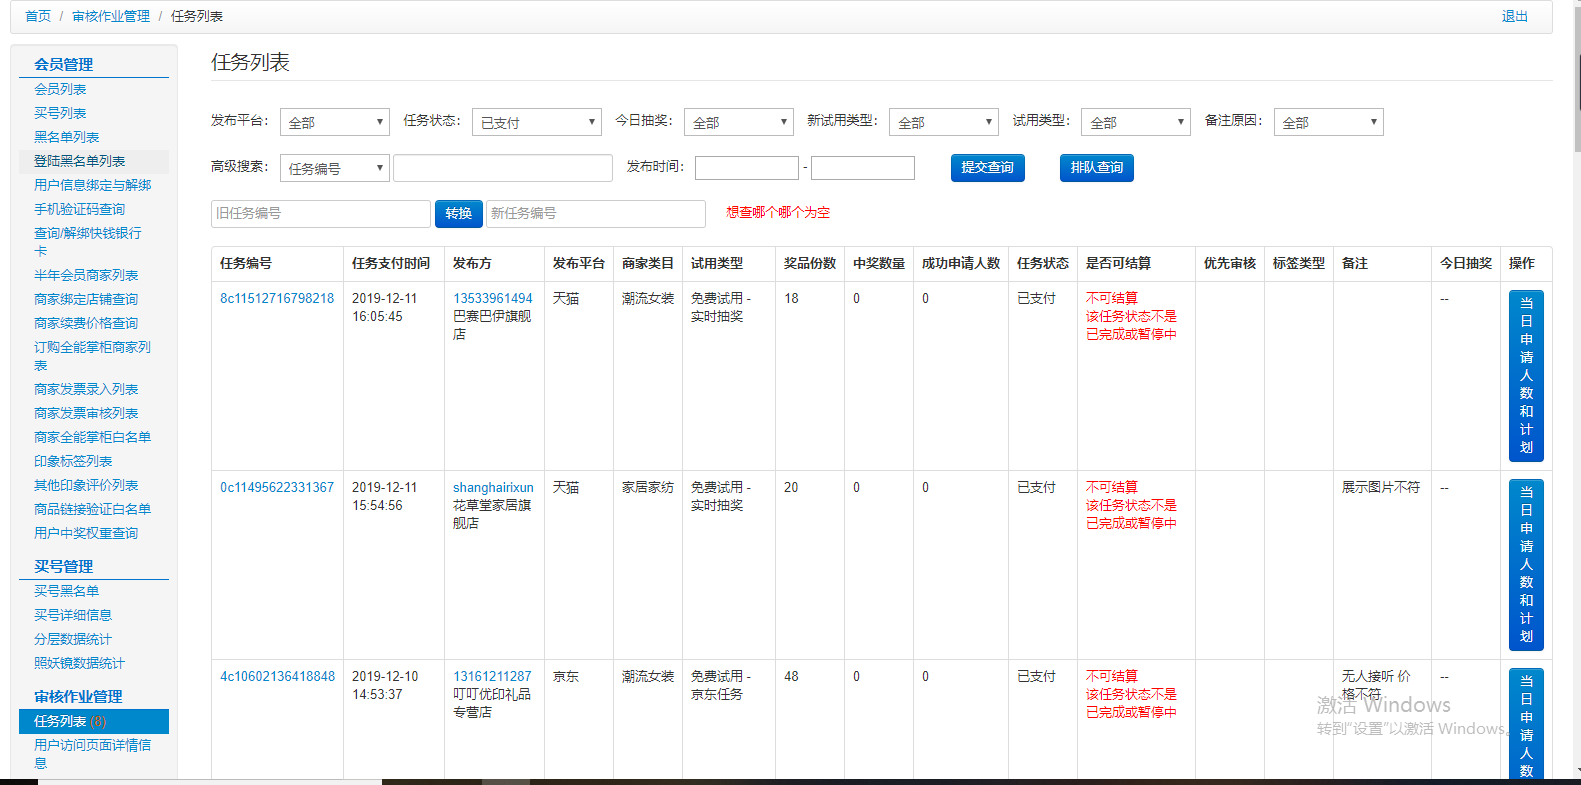 首页 / 审核作业管理 / 任务列表
退出
会员管理
会员列表
买号列表
黑名单列表
登陆黑名单列表
用户信息绑定与解绑
手机验证码查询
查询/解绑快钱银行
卡
半年会员商家列表
商家绑定店铺查询
商家续费价格查询
订购全能掌柜商家列
表
商家发票录入列表
商家发票审核列表
商家全能掌柜白名单
印象标签列表
其他印象评价列表
商品链接验证白名单
用户中奖权重查询
买号管理
买号黑名单
买号详细信息
分层数据统计
照妖镜数据统计
审核作业管理
任务列表 (8)
用户访问页面详情信
息
任务列表
发布平台: 全部 任务状态: 已支付 今日抽奖: 全部 新试用类型: 全部 试用类型: 全部 备注原因: 全部
高级搜索: 任务编号 发布时间: - 提交查询 排队查询
旧任务编号 转换 新任务编号 想查哪个哪个为空
任务编号 任务支付时间 发布方 发布平台 商家类目 试用类型 奖品份数 中奖数量 成功申请人数 任务状态 是否可结算 优先审核 标签类型 备注 今日抽奖 操作
8c11512716798218
2019-12-11
16:05:45
13533961494
巴赛巴伊旗舰
店
天猫
潮流女装
免费试用 -
实时抽奖
18
0
0
已支付
不可结算
该任务状态不是
已完成或暂停中
--
当
日
申
请
人
数
和
计
划
0c11495622331367
2019-12-11
15:54:56
shanghairixun
花草堂家居旗
舰店
天猫
家居家纺
免费试用 -
实时抽奖
20
0
0
已支付
不可结算
该任务状态不是
已完成或暂停中
展示图片不符
--
当
日
申
请
人
数
和
计
划
4c10602136418848
2019-12-10
14:53:37
13161211287
叮叮优印礼品
专营店
京东
潮流女装
免费试用 -
京东任务
48
0
0
已支付
不可结算
该任务状态不是
已完成或暂停中
无人接听 价
格不符
--
当
日
申
请
人
数
激活 Windows
转到"设置"以激活 Windows。